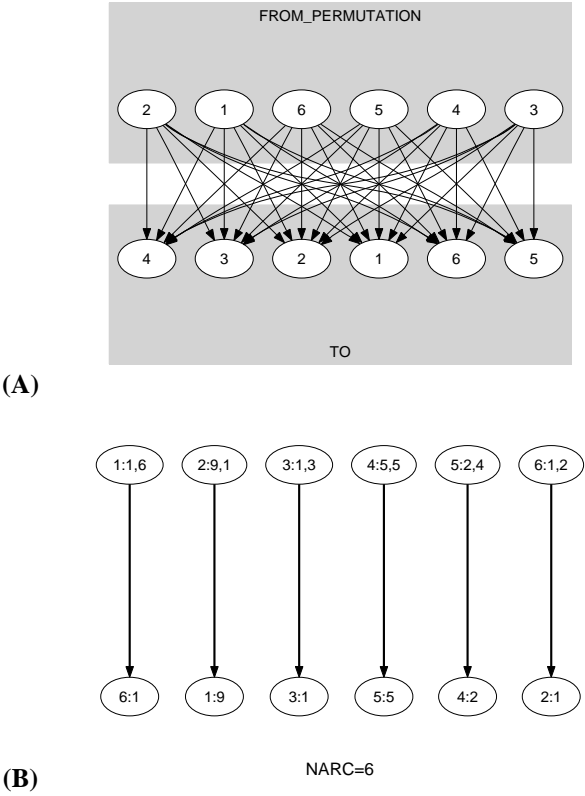 FROM_PERMUTATION
2 1 6 5 4 3
4 3 2 1 6 5
TO
(A)
1:1,6 2:9,1 3:1,3 4:5,5 5:2,4 6:1,2
6:1 1:9 3:1 5:5 4:2 2:1
NARC=6
(B)